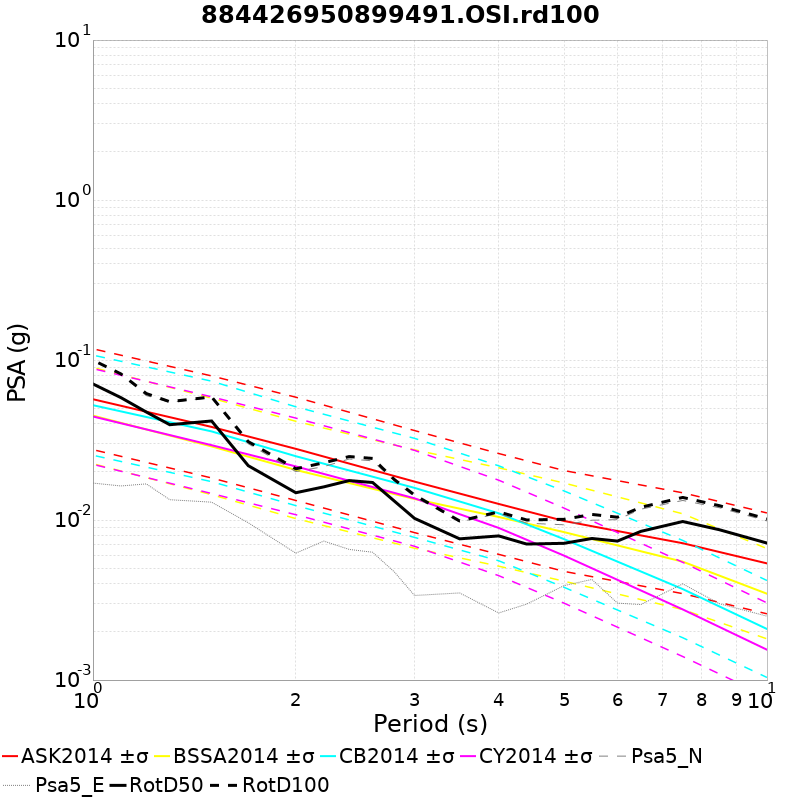 884426950899491.OSI.rd100
10^1
10^0
10^-1
10^-2
10^-3
PSA (g)
10^0 2 3 4 5 6 7 8 9 10^1
Period (s)
ASK2014 ±σ BSSA2014 ±σ CB2014 ±σ CY2014 ±σ Psa5_N
Psa5_E RotD50 RotD100